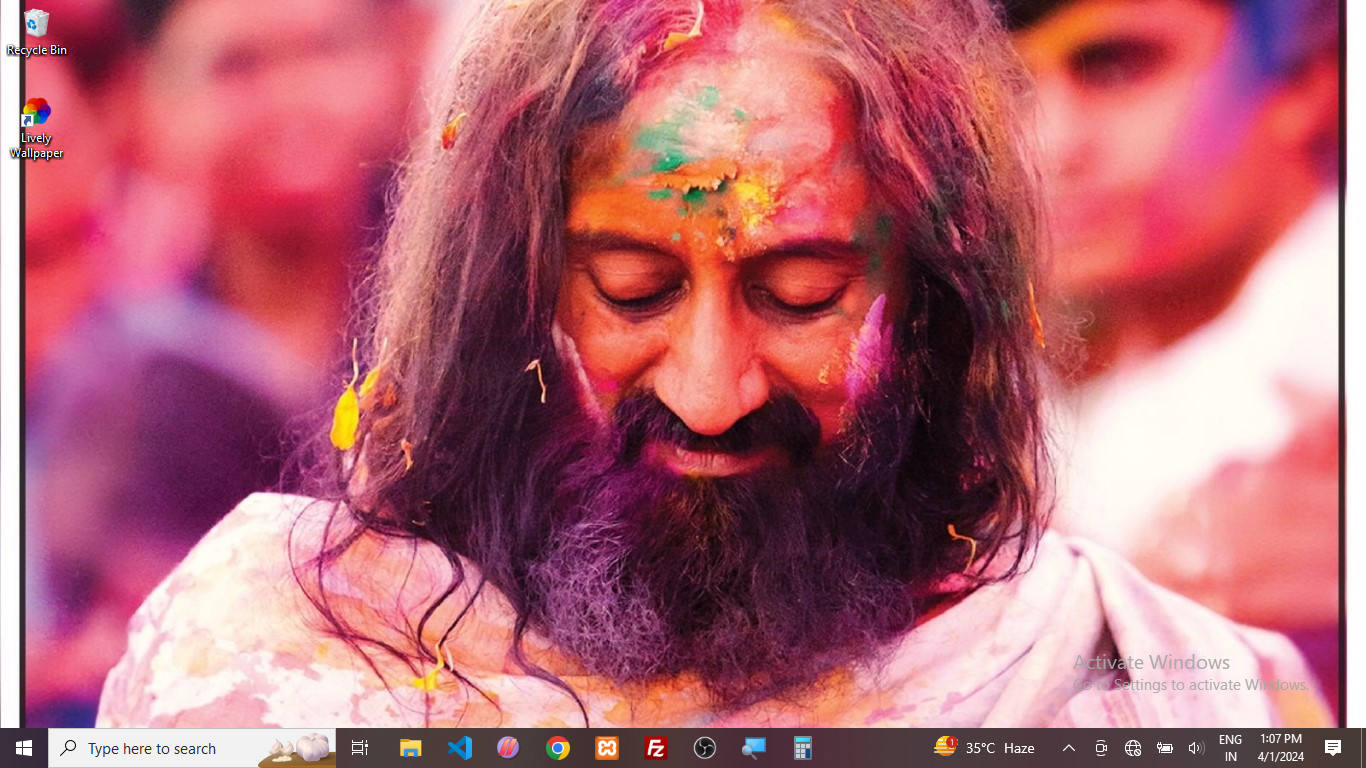 Recycle Bin
Lively
Wallpaper
Activate Windows
Go to Settings to activate Windows.
Type here to search
1
35°C Haze
ENG
IN
1:07 PM
4/1/2024